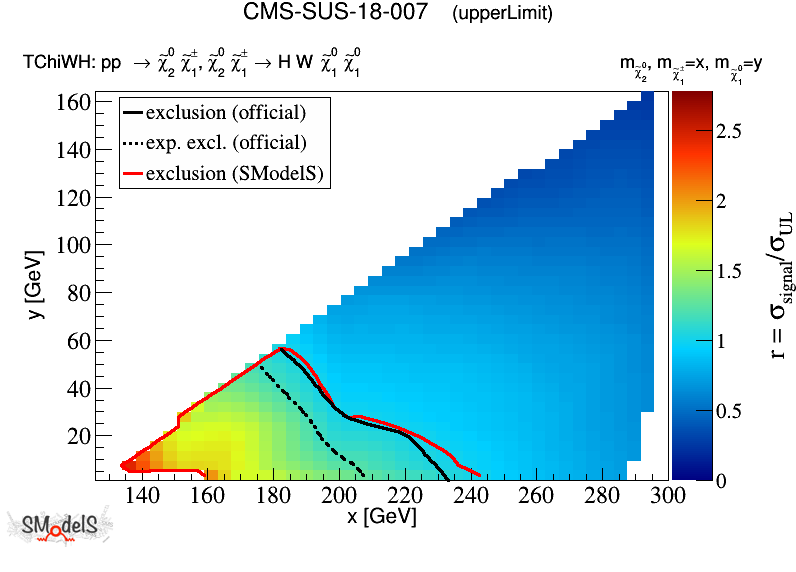 CMS-SUS-18-007 (upperLimit)
TChiWH: pp → χ̃⁰₂ χ̃±₁, χ̃⁰₂ χ̃±₁ → H W χ̃⁰₁ χ̃⁰₁
m_χ̃⁰₂, m_χ̃±₁=x, m_χ̃⁰₁=y
exclusion (official)
exp. excl. (official)
exclusion (SModelS)
160
140
120
100
80
60
40
20
y [GeV]
140 160 180 200 220 240 260 280 300
x [GeV]
2.5
2
1.5
1
0.5
0
r = σ_signal/σ_UL
SModelS